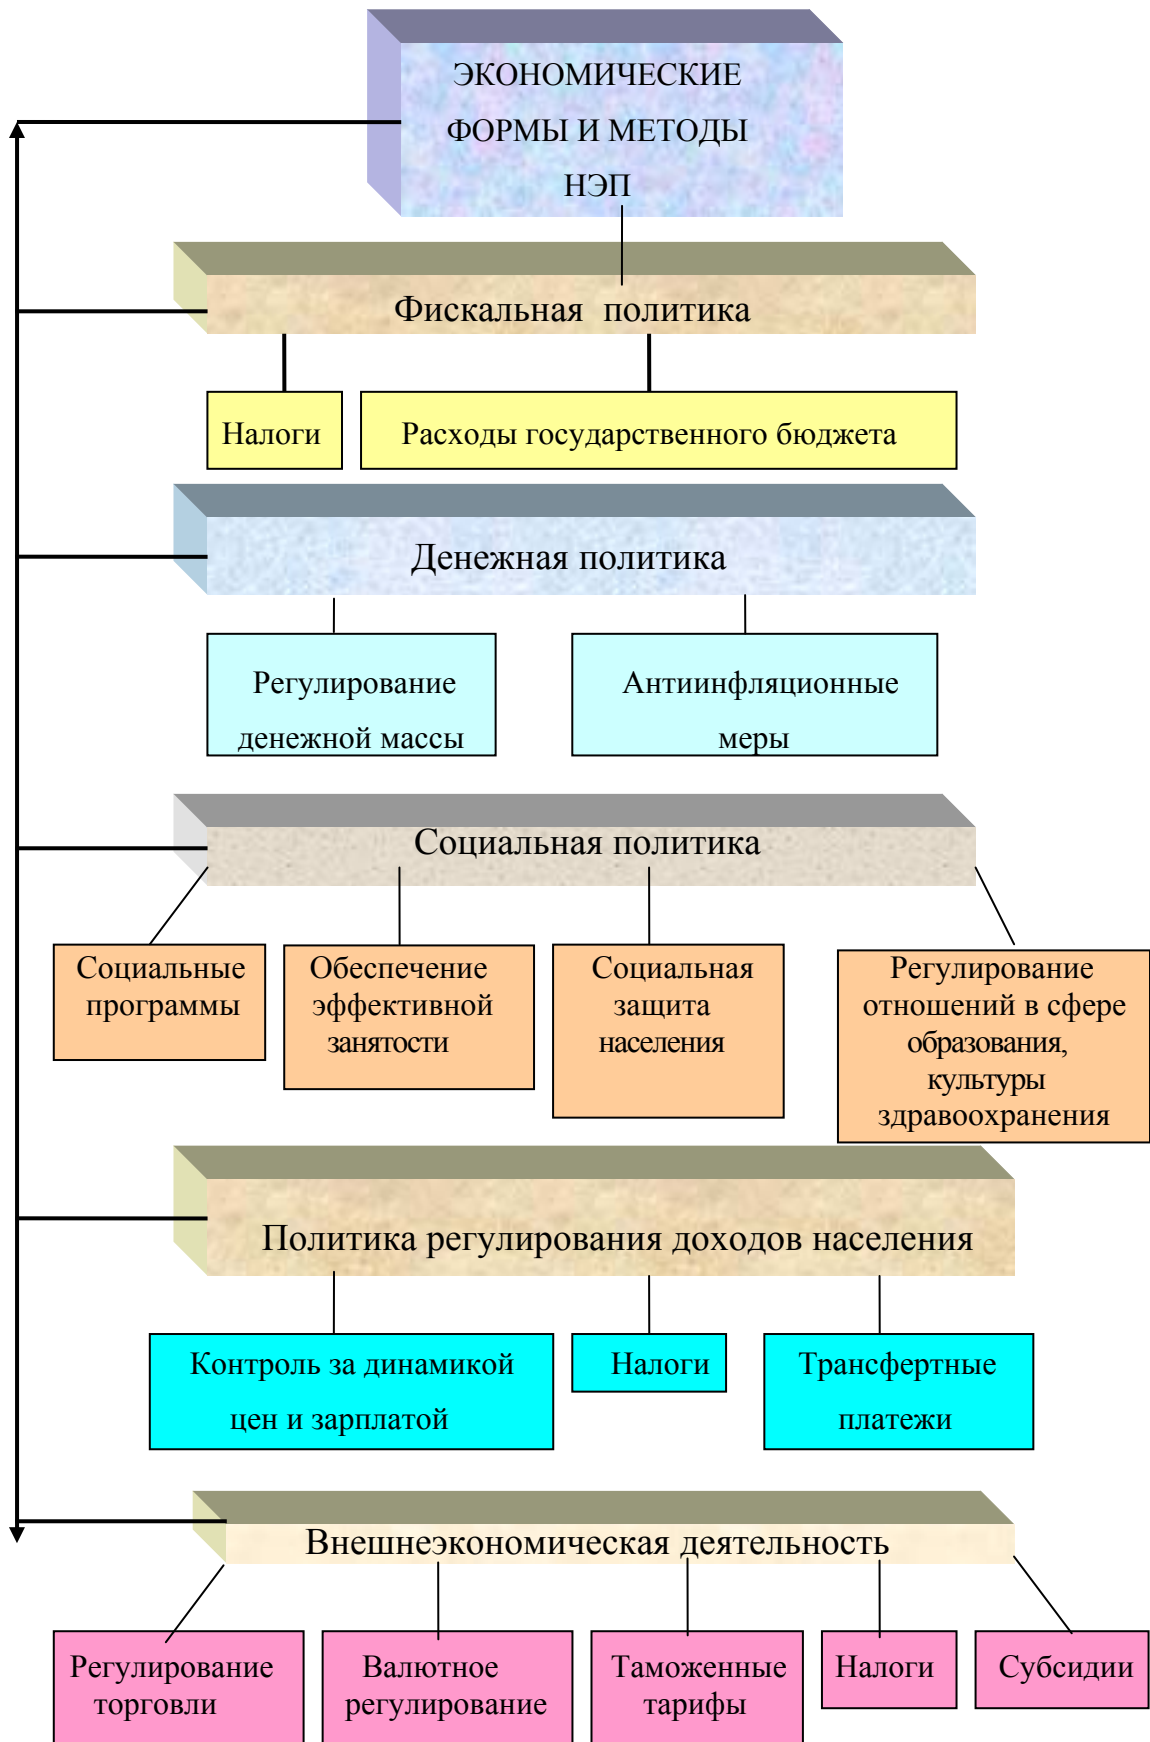 ЭКОНОМИЧЕСКИЕ
ФОРМЫ И МЕТОДЫ
НЭП
Фискальная политика
Налоги
Расходы государственного бюджета
Денежная политика
Регулирование
денежной массы
Антиинфляционные
меры
Социальная политика
Социальные
программы
Обеспечение
эффективной
занятости
Социальная
защита
населения
Регулирование
отношений в сфере
образования,
культуры
здравоохранения
Политика регулирования доходов населения
Контроль за динамикой
цен и зарплатой
Налоги
Трансфертные
платежи
Внешнеэкономическая деятельность
Регулирование
торговли
Валютное
регулирование
Таможенные
тарифы
Налоги
Субсидии